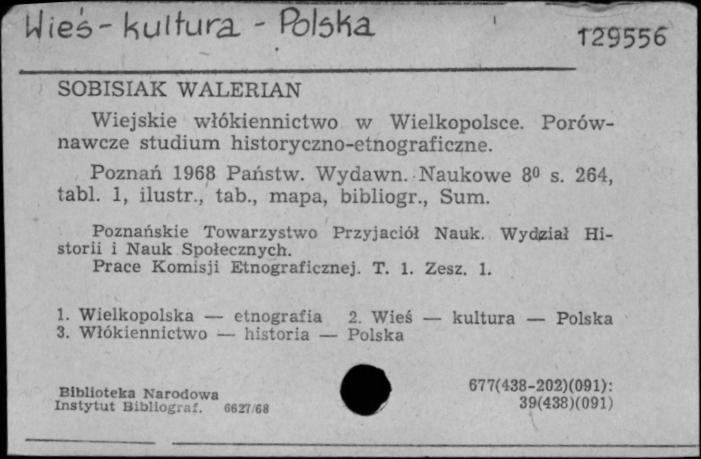 Wieś - kultura - Polska
129556
SOBISIAK WALERIAN
Wiejskie włókiennictwo w Wielkopolsce. Porów-
nawcze studium historyczno-etnograficzne.
Poznań 1968 Państw. Wydawn. Naukowe 8⁰ s. 264,
tabl. 1, ilustr., tab., mapa, bibliogr., Sum.
Poznańskie Towarzystwo Przyjaciół Nauk. Wydział Hi-
storii i Nauk Społecznych.
Prace Komisji Etnograficznej. T. 1. Zesz. 1.
1. Wielkopolska — etnografia 2. Wieś — kultura — Polska
3. Włókiennictwo — historia — Polska
Biblioteka Narodowa
Instytut Bibliograf. 6627/68
677(438-202)(091):
39(438)(091)